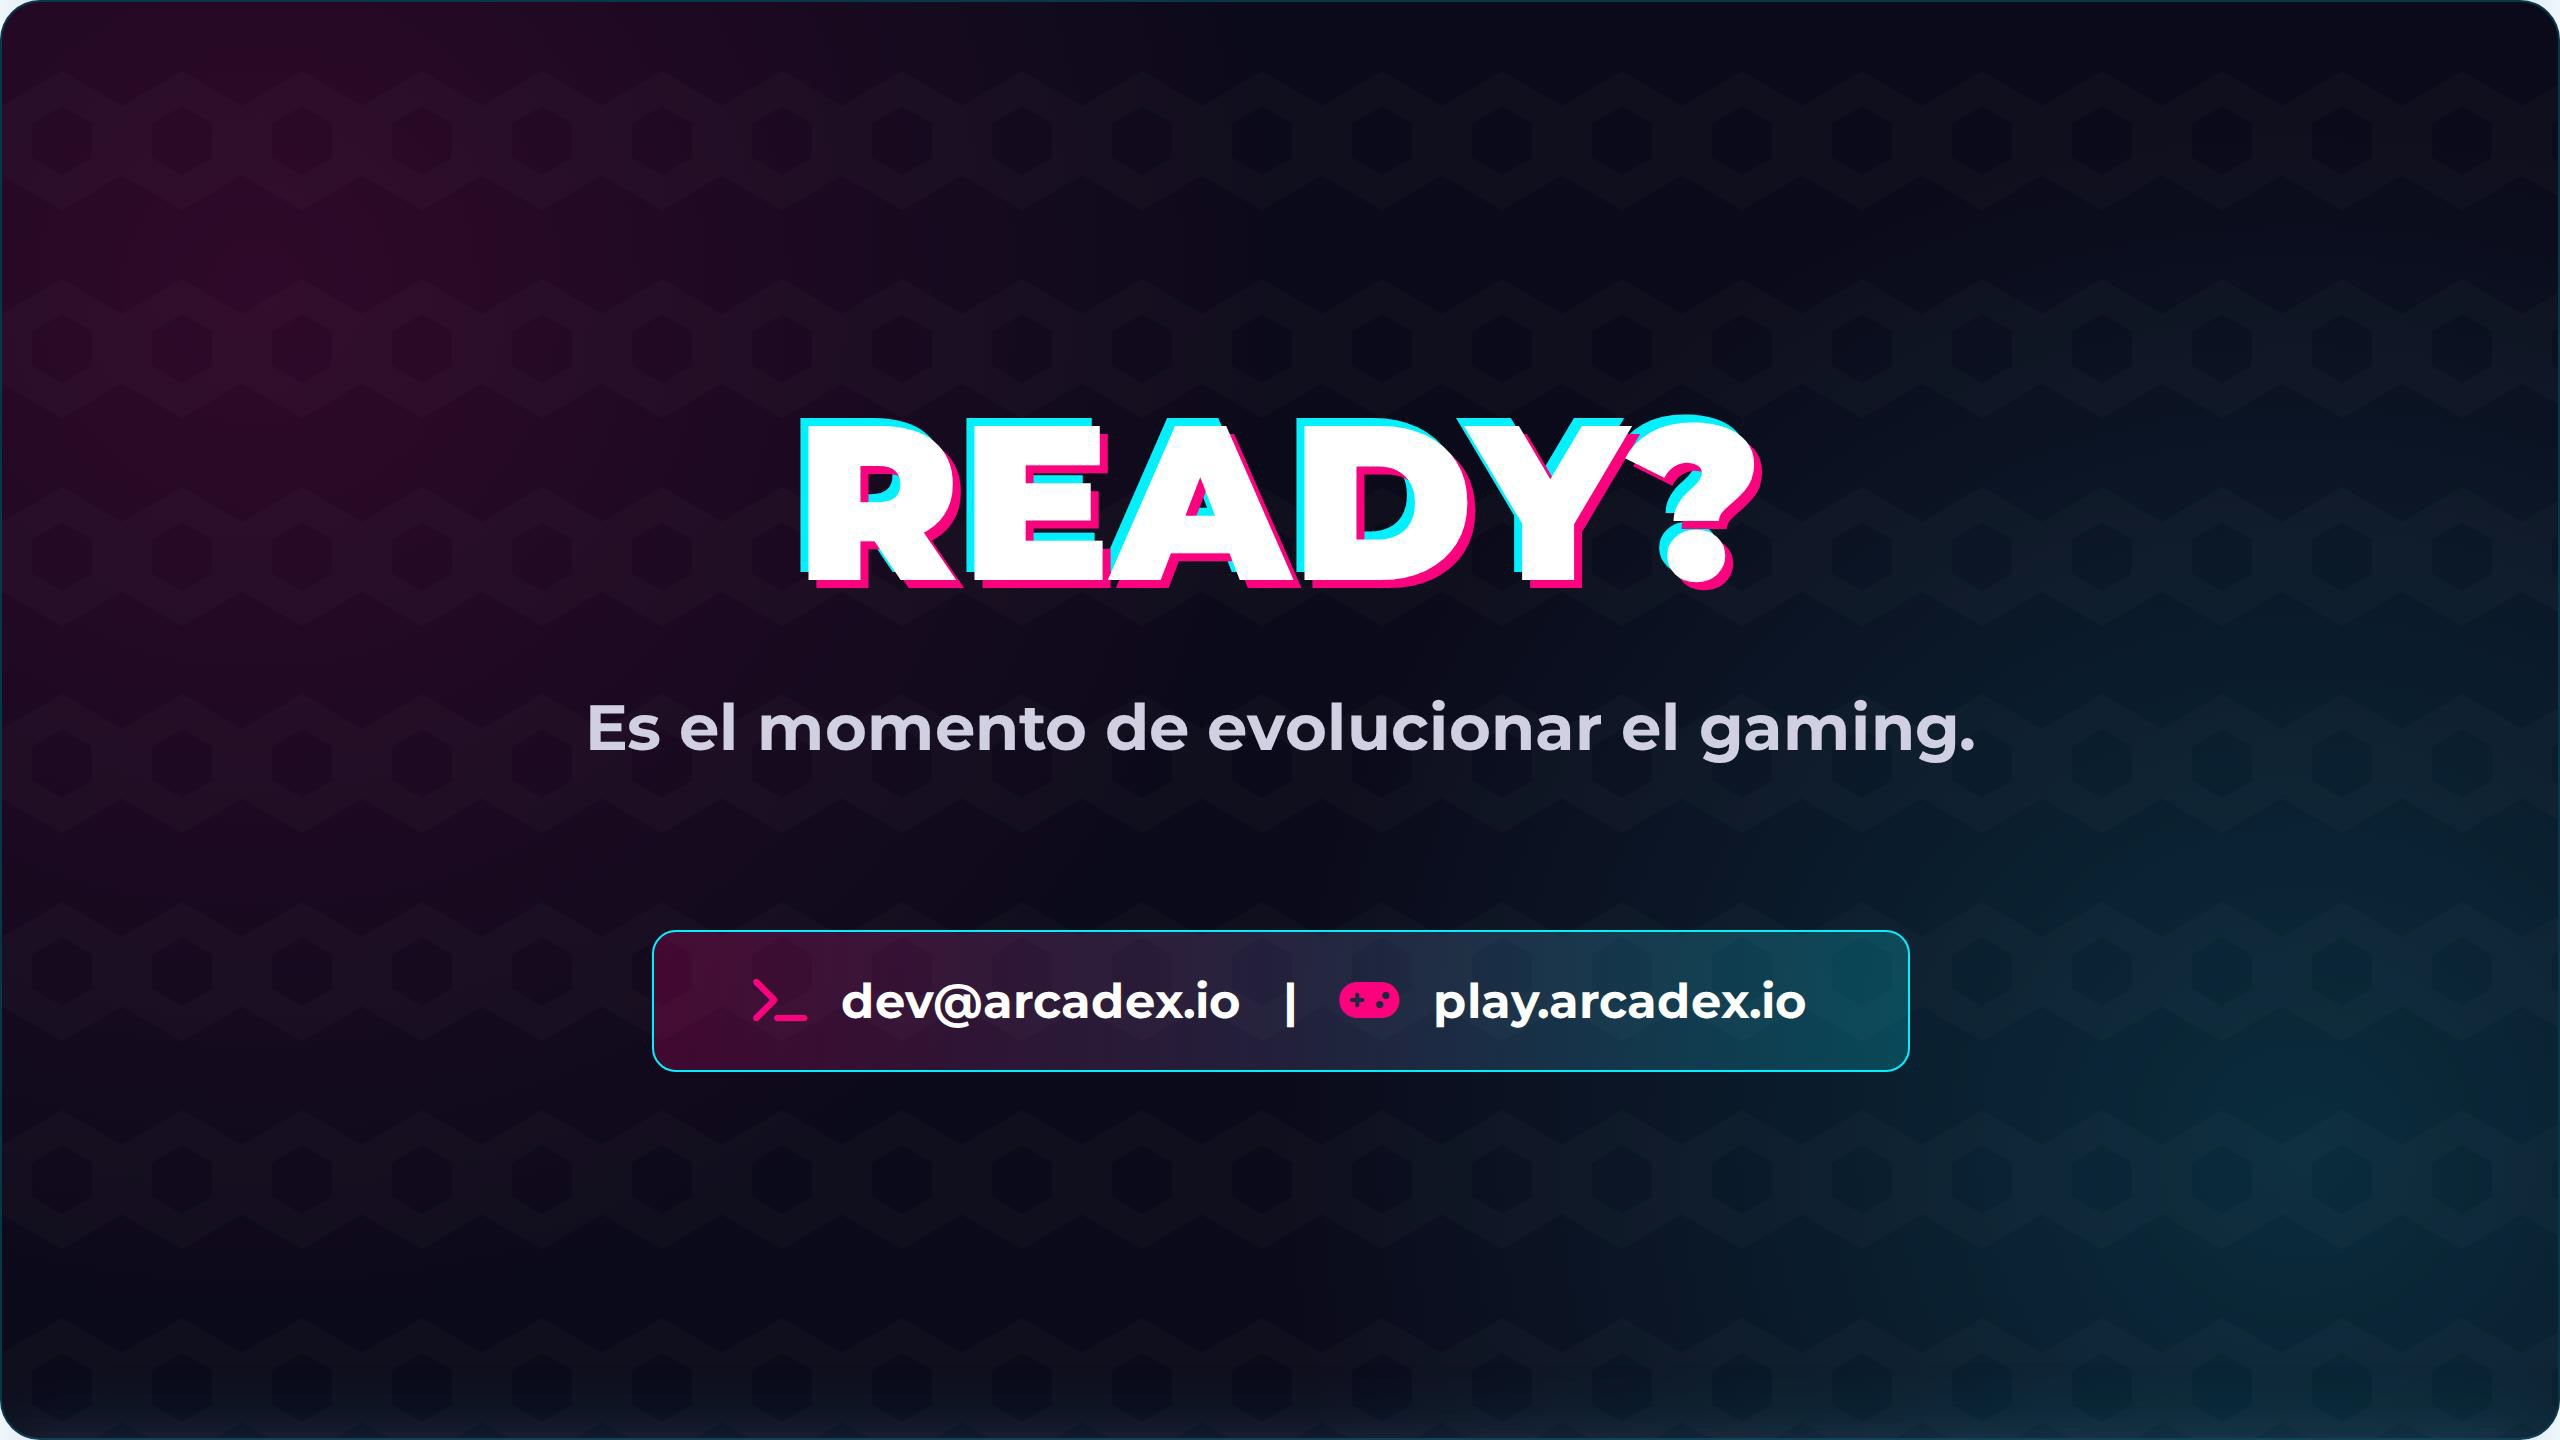 READY?
Es el momento de evolucionar el gaming.
dev@arcadex.io | play.arcadex.io